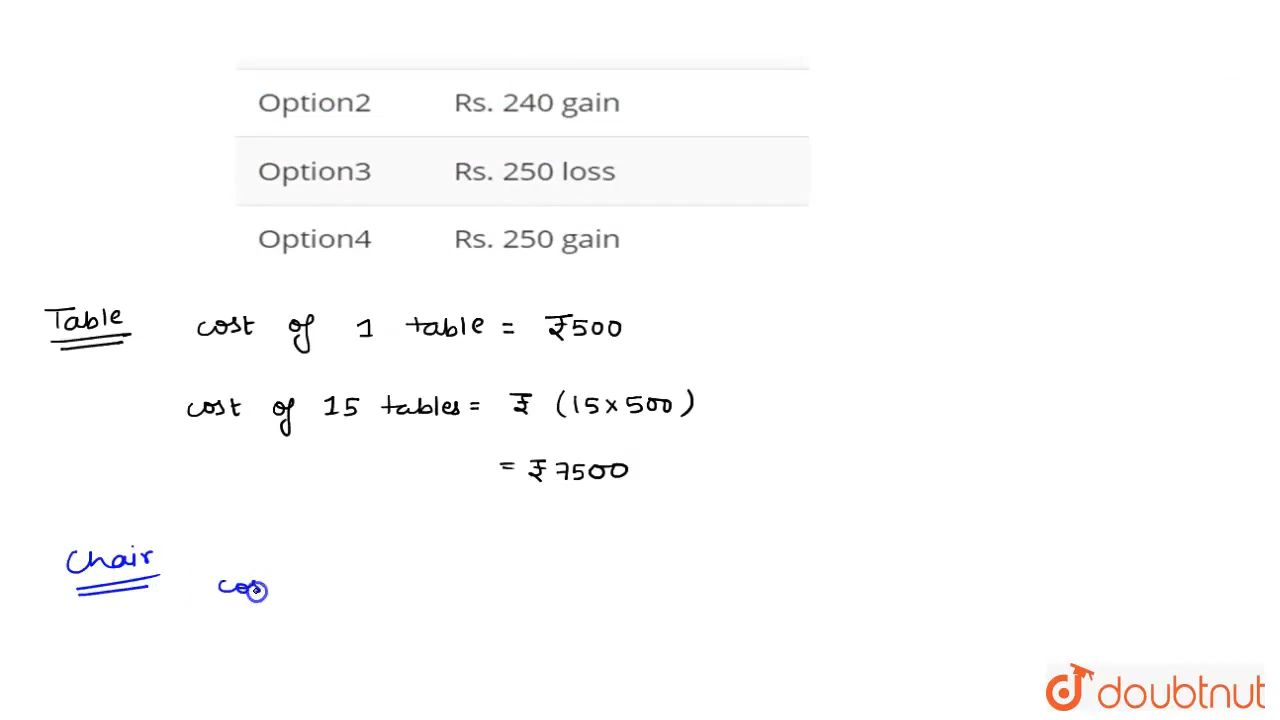 Option2 Rs. 240 gain
Option3 Rs. 250 loss
Option4 Rs. 250 gain
Table cost of 1 table = ₹500
cost of 15 tables = ₹ (15×500)
= ₹7500
Chair cos
doubtnut